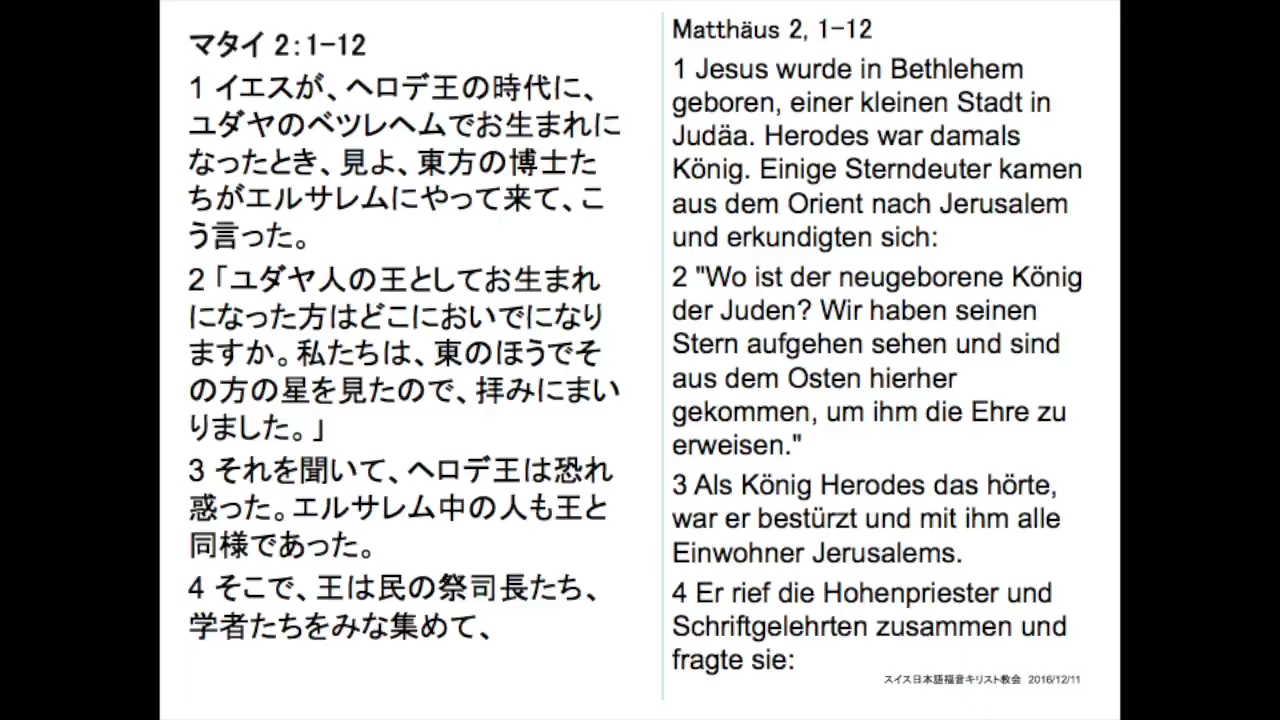 マタイ 2：1−12
1 イエスが、ヘロデ王の時代に、
ユダヤのベツレヘムでお生まれに
なったとき、見よ、東方の博士た
ちがエルサレムにやって来て、こ
う言った。
2 「ユダヤ人の王としてお生まれ
になった方はどこにおいでになり
ますか。私たちは、東のほうでそ
の方の星を見たので、拝みにまい
りました。」
3 それを聞いて、ヘロデ王は恐れ
惑った。エルサレム中の人も王と
同様であった。
4 そこで、王は民の祭司長たち、
学者たちをみな集めて、
Matthäus 2, 1−12
1 Jesus wurde in Bethlehem
geboren, einer kleinen Stadt in
Judäa. Herodes war damals
König. Einige Sterndeuter kamen
aus dem Orient nach Jerusalem
und erkundigten sich:
2 "Wo ist der neugeborene König
der Juden? Wir haben seinen
Stern aufgehen sehen und sind
aus dem Osten hierher
gekommen, um ihm die Ehre zu
erweisen."
3 Als König Herodes das hörte,
war er bestürzt und mit ihm alle
Einwohner Jerusalems.
4 Er rief die Hohenpriester und
Schriftgelehrten zusammen und
fragte sie:
スイス日本語福音キリスト教会 2016/12/11